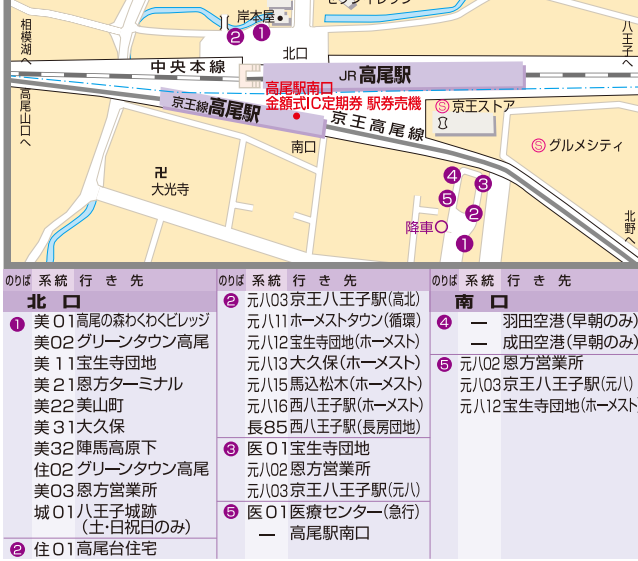 セレオトレイン
岸本屋
② ①
相模湖へ
北口
八王子へ
中央本線
JR高尾駅
高尾駅南口
金額式IC定期券 駅券売機
高尾山口へ
京王線高尾駅
Ⓢ京王ストア
京王高尾線
南口
Ⓢグルメシティ
卍
大光寺
④ ③
⑤ ②
降車
①
北野へ
のりば 系統 行き先
北口
① 美01 高尾の森わくわくビレッジ
美02 グリーンタウン高尾
美11 宝生寺団地
美21 恩方ターミナル
美22 美山町
美31 大久保
美32 陣馬高原下
住02 グリーンタウン高尾
美03 恩方営業所
城01 八王子城跡
(土・日祝日のみ)
② 住01 高尾台住宅
のりば 系統 行き先
② 元八03 京王八王子駅(高北)
元八11 ホーメストタウン(循環)
元八12 宝生寺団地(ホーメスト)
元八13 大久保(ホーメスト)
元八15 馬込松木(ホーメスト)
元八16 西八王子駅(ホーメスト)
長85 西八王子駅(長房団地)
③ 医01 宝生寺団地
元八02 恩方営業所
元八03 京王八王子駅(元八)
⑤ 医01 医療センター(急行)
― 高尾駅南口
のりば 系統 行き先
南口
④ ― 羽田空港(早朝のみ)
― 成田空港(早朝のみ)
⑤ 元八02 恩方営業所
元八03 京王八王子駅(元八)
元八12 宝生寺団地(ホーメスト)